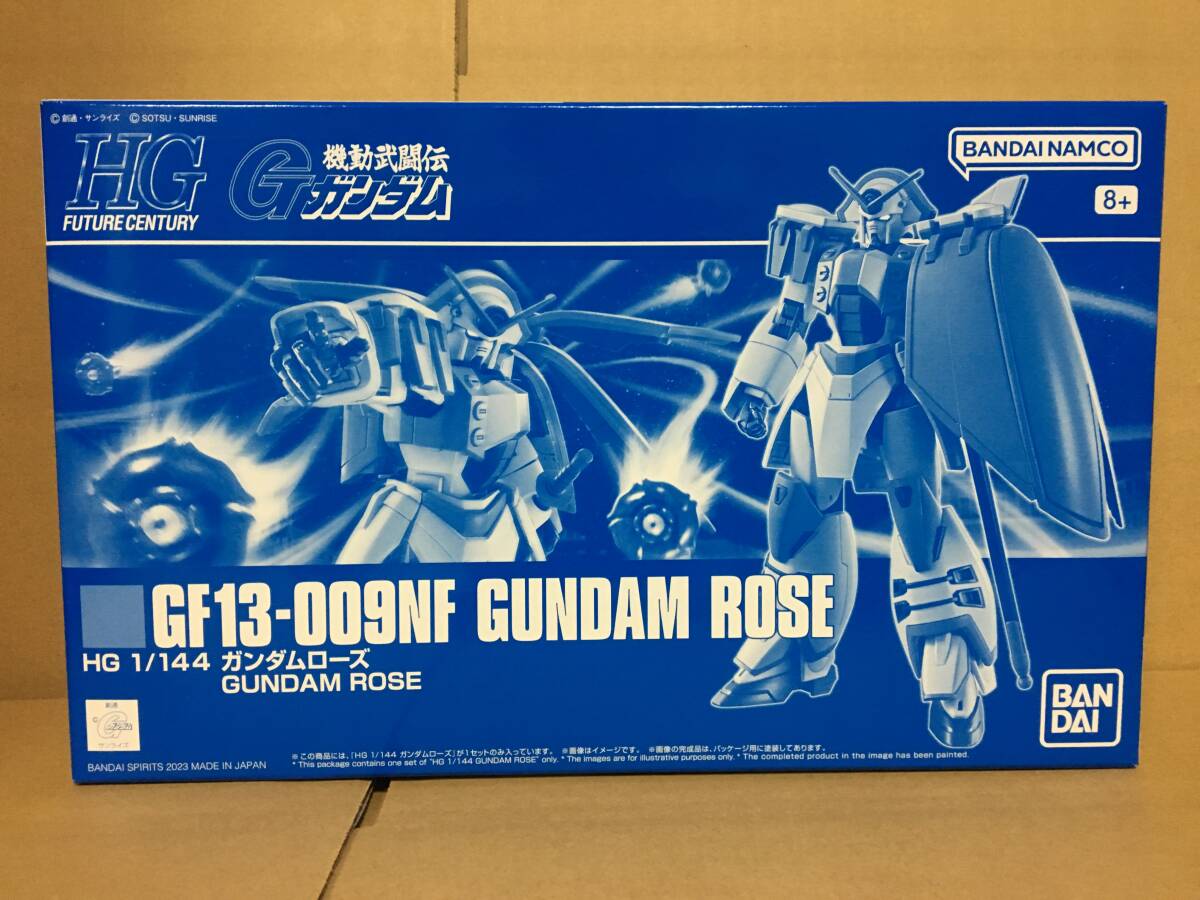 ©創通・サンライズ ©SOTSU・SUNRISE
HG
FUTURE CENTURY
機動武闘伝
Gガンダム
BANDAI NAMCO
8+
GF13-009NF GUNDAM ROSE
HG 1/144 ガンダムローズ
GUNDAM ROSE
創通
サンライズ
BAN
DAI
BANDAI SPIRITS 2023 MADE IN JAPAN
※この商品には、「HG 1/144 ガンダムローズ」が1セットのみ入っています。 ※画像はイメージです。 ※画像の完成品は、パッケージ用に塗装してあります。
* This package contains one set of "HG 1/144 GUNDAM ROSE" only. * The images are for illustrative purposes only. * The completed product in the image has been painted.